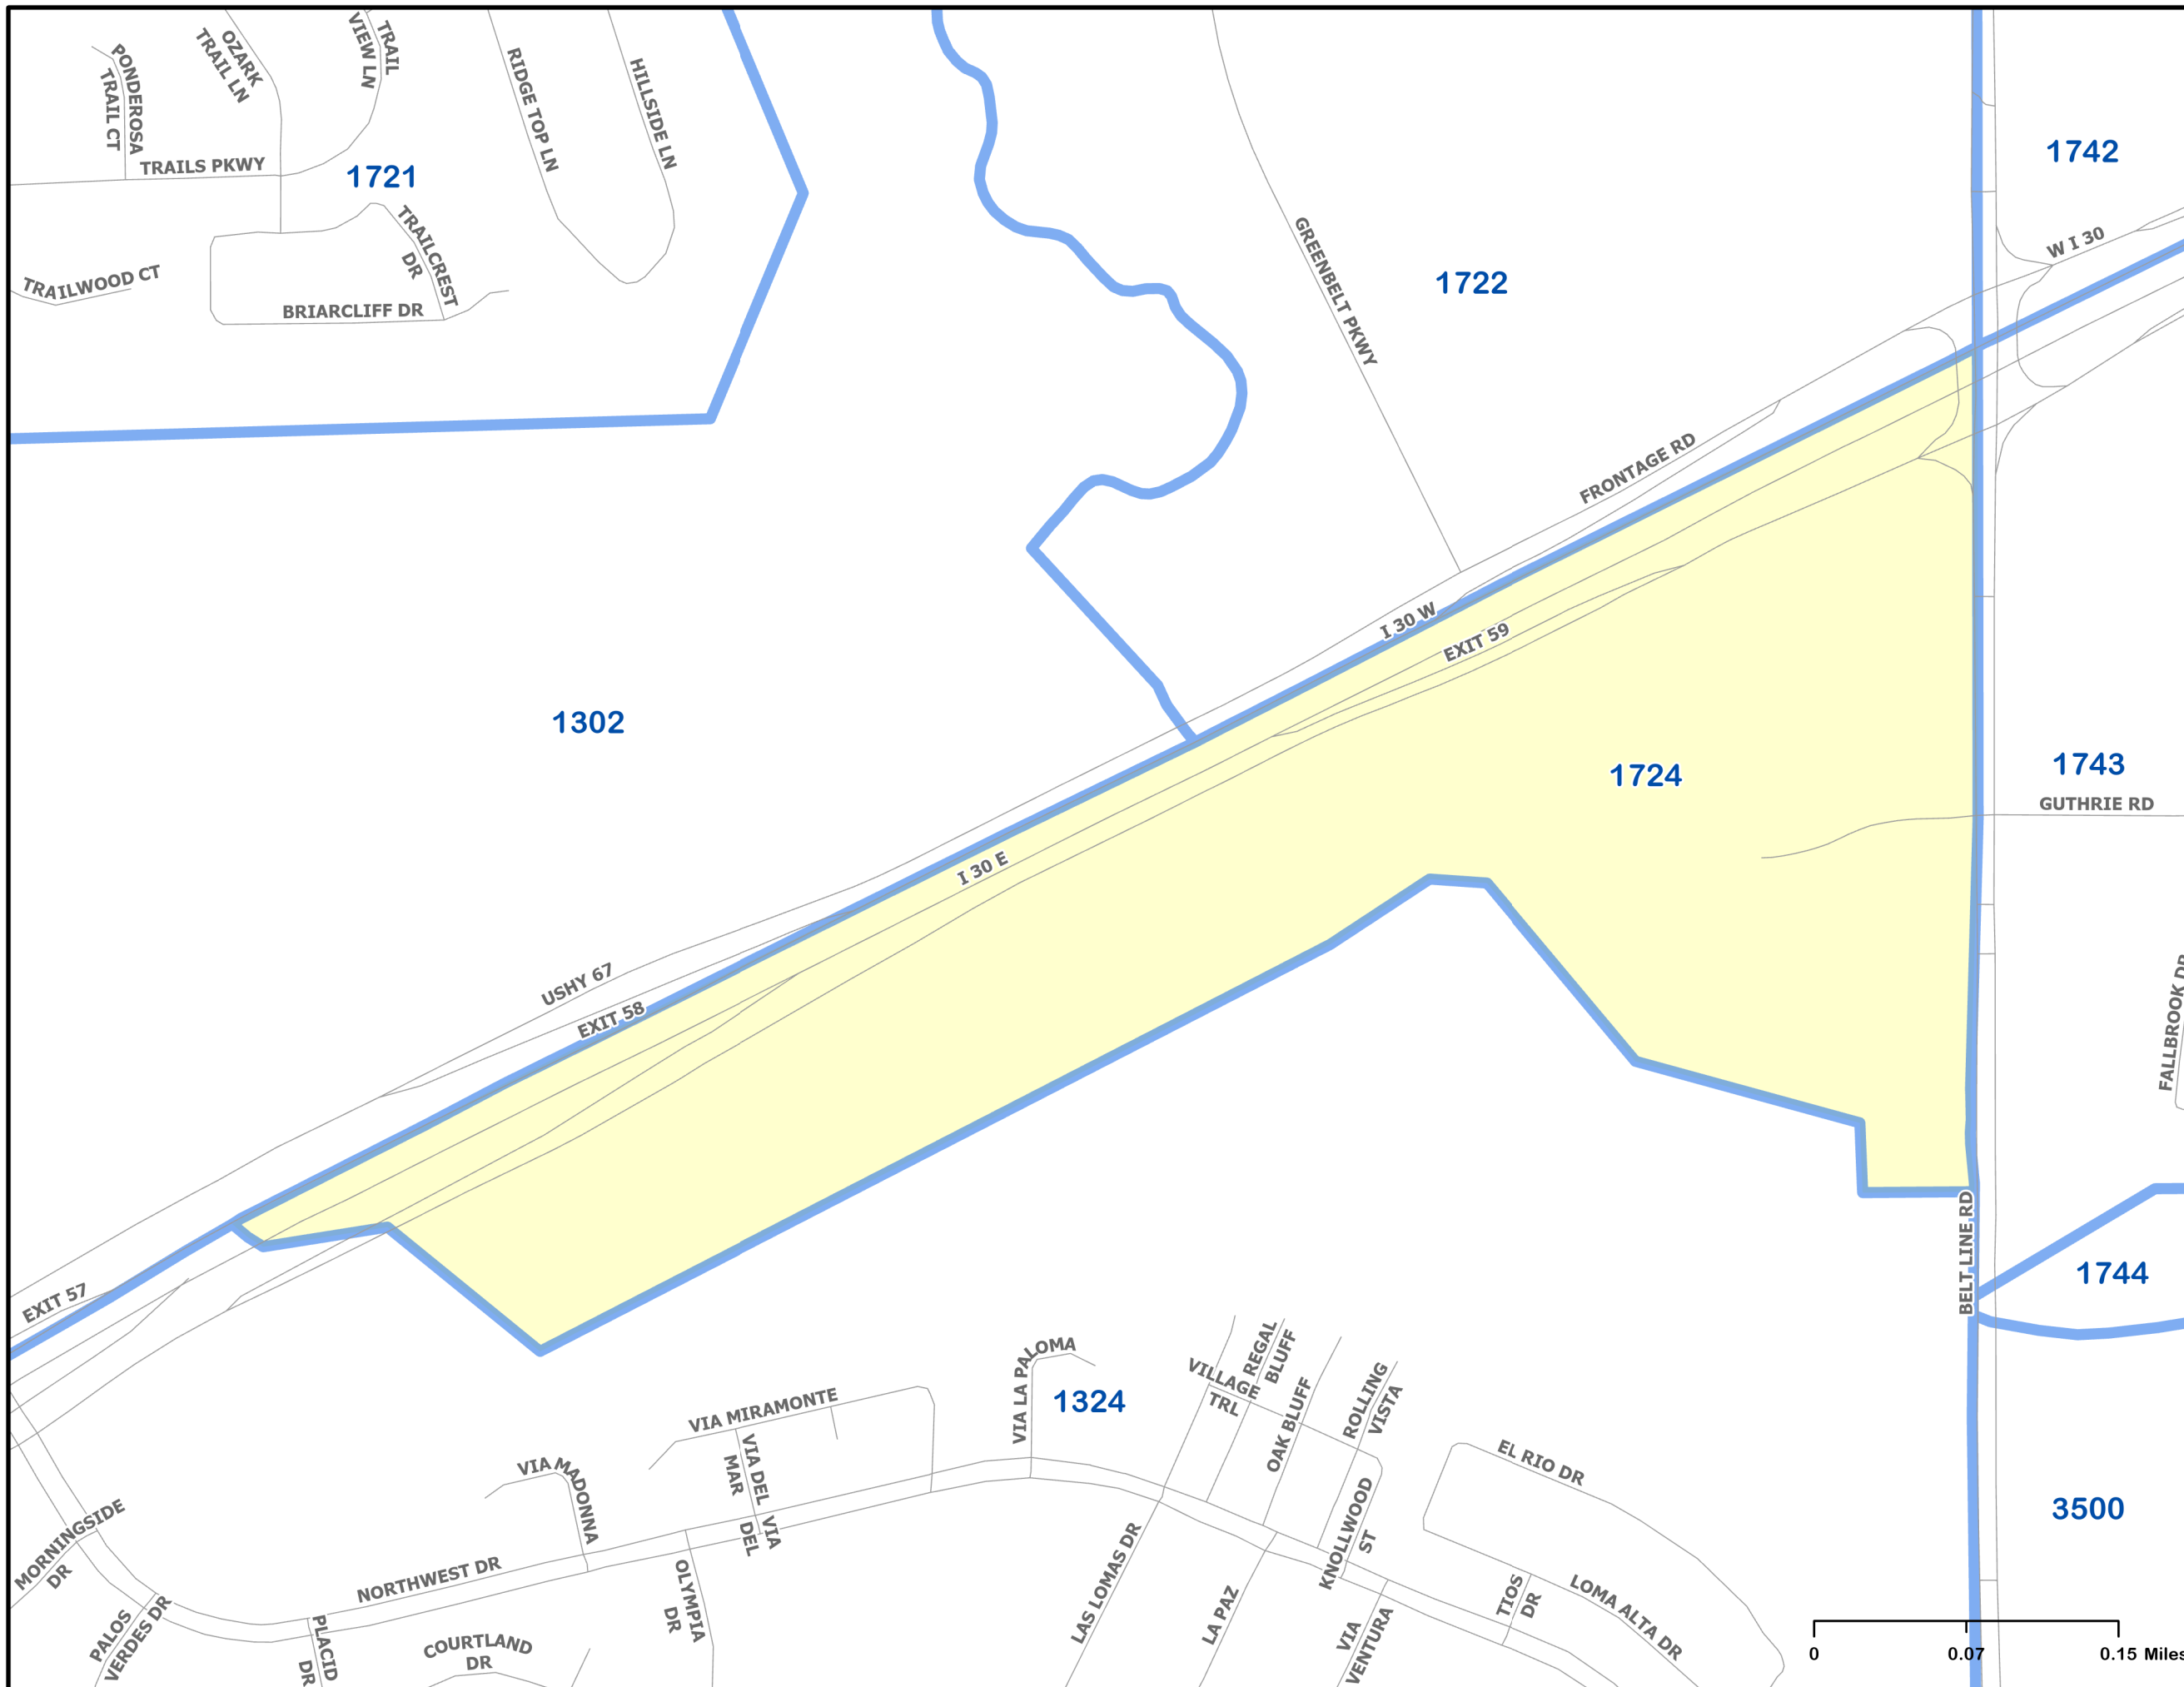 PONDEROSA
TRAIL CT
OZARK
TRAIL LN
TRAIL
VIEW LN
RIDGE TOP LN
HILLSIDE LN
TRAILS PKWY
1721
TRAILCREST
DR
TRAILWOOD CT
BRIARCLIFF DR
GREENBELT PKWY
1722
1742
W I 30
FRONTAGE RD
I 30 W
EXIT 59
1302
1724
1743
GUTHRIE RD
I 30 E
USHY 67
EXIT 58
FALLBROOK DR
EXIT 57
BELT LINE RD
1744
VIA LA PALOMA
1324
REGAL
BLUFF
VILLAGE
TRL
OAK BLUFF
ROLLING
VISTA
VIA MIRAMONTE
VIA DEL
MAR
VIA MADONNA
VIA
DEL
EL RIO DR
KNOLLWOOD
ST
3500
MORNINGSIDE
DR
NORTHWEST DR
OLYMPIA
DR
LAS LOMAS DR
LA PAZ
TIOS
DR
LOMA ALTA DR
VIA
VENTURA
PALOS
VERDES DR
PLACID
DR
COURTLAND
DR
0
0.07
0.15 Miles